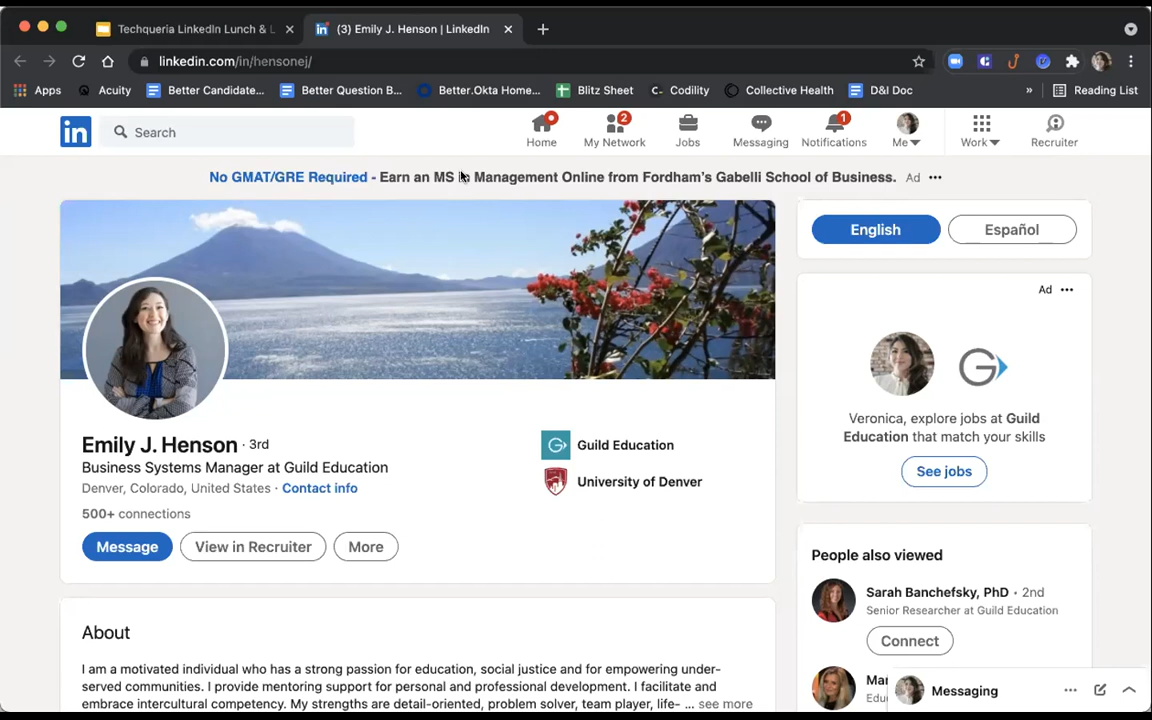 Techqueria LinkedIn Lunch & L
(3) Emily J. Henson | LinkedIn
linkedin.com/in/hensonej/
Apps
Acuity
Better Candidate...
Better Question B...
Better.Okta Home...
Blitz Sheet
Codility
Collective Health
D&I Doc
»
Reading List
in
Search
Home
2
My Network
Jobs
Messaging
1
Notifications
Me
Work
Recruiter
No GMAT/GRE Required - Earn an MS in Management Online from Fordham's Gabelli School of Business. Ad
English
Español
Ad
Emily J. Henson · 3rd
Business Systems Manager at Guild Education
Denver, Colorado, United States · Contact info
500+ connections
Message
View in Recruiter
More
Guild Education
University of Denver
Veronica, explore jobs at Guild
Education that match your skills
See jobs
About
I am a motivated individual who has a strong passion for education, social justice and for empowering under-
served communities. I provide mentoring support for personal and professional development. I facilitate and
embrace intercultural competency. My strengths are detail-oriented, problem solver, team player, life- ... see more
People also viewed
Sarah Banchefsky, PhD · 2nd
Senior Researcher at Guild Education
Connect
Messaging